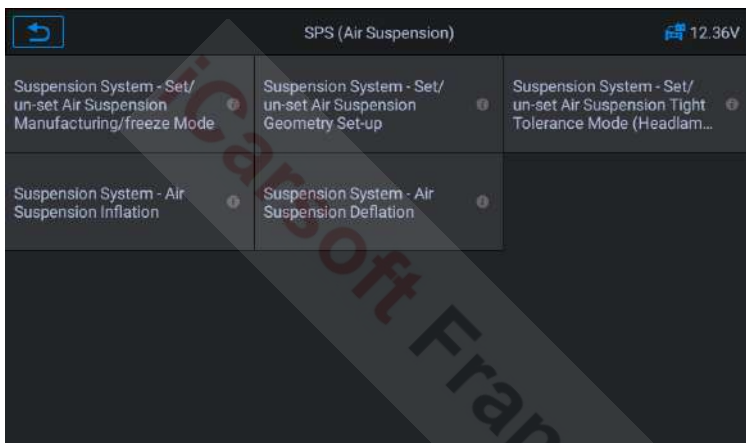 SPS (Air Suspension)
12.36V
Suspension System - Set/
un-set Air Suspension
Manufacturing/freeze Mode
Suspension System - Set/
un-set Air Suspension
Geometry Set-up
Suspension System - Set/
un-set Air Suspension Tight
Tolerance Mode (Headlam...
Suspension System - Air
Suspension Inflation
Suspension System - Air
Suspension Deflation
iCarsoft Fran